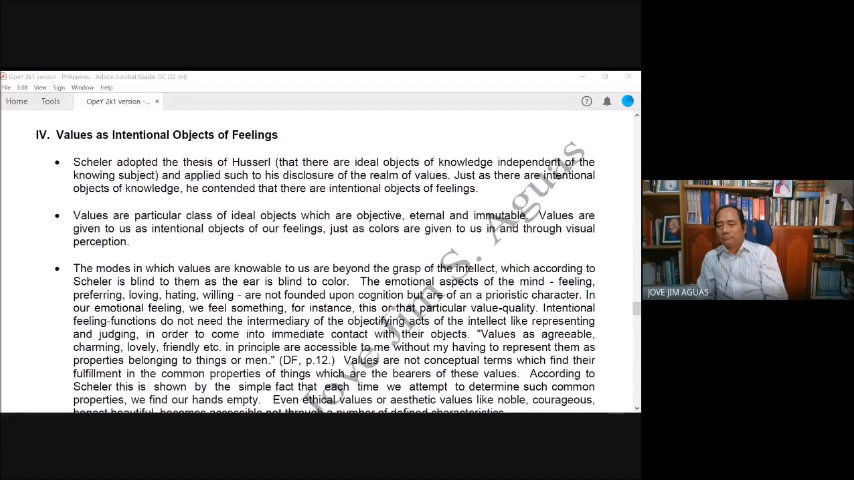 OpeY 2k1 version - Philippines - Adobe Acrobat Reader DC (32-bit)
File Edit View Sign Window Help
Home Tools OpeY 2k1 version -... ×
IV. Values as Intentional Objects of Feelings
• Scheler adopted the thesis of Husserl (that there are ideal objects of knowledge independent of the
knowing subject) and applied such to his disclosure of the realm of values. Just as there are intentional
objects of knowledge, he contended that there are intentional objects of feelings.
• Values are particular class of ideal objects which are objective, eternal and immutable. Values are
given to us as intentional objects of our feelings, just as colors are given to us in and through visual
perception.
• The modes in which values are knowable to us are beyond the grasp of the intellect, which according to
Scheler is blind to them as the ear is blind to color. The emotional aspects of the mind - feeling,
preferring, loving, hating, willing - are not founded upon cognition but are of an a prioristic character. In
our emotional feeling, we feel something, for instance, this or that particular value-quality. Intentional
feeling-functions do not need the intermediary of the objectifying acts of the intellect like representing
and judging, in order to come into immediate contact with their objects. "Values as agreeable,
charming, lovely, friendly etc. in principle are accessible to me without my having to represent them as
properties belonging to things or men." (DF, p.12.) Values are not conceptual terms which find their
fulfillment in the common properties of things which are the bearers of these values. According to
Scheler this is shown by the simple fact that each time we attempt to determine such common
properties, we find our hands empty. Even ethical values or aesthetic values like noble, courageous,
honest beautiful, becomes accessible not through a number of defined characteristics.
Jove Jim S. Aguas
JOVE JIM AGUAS